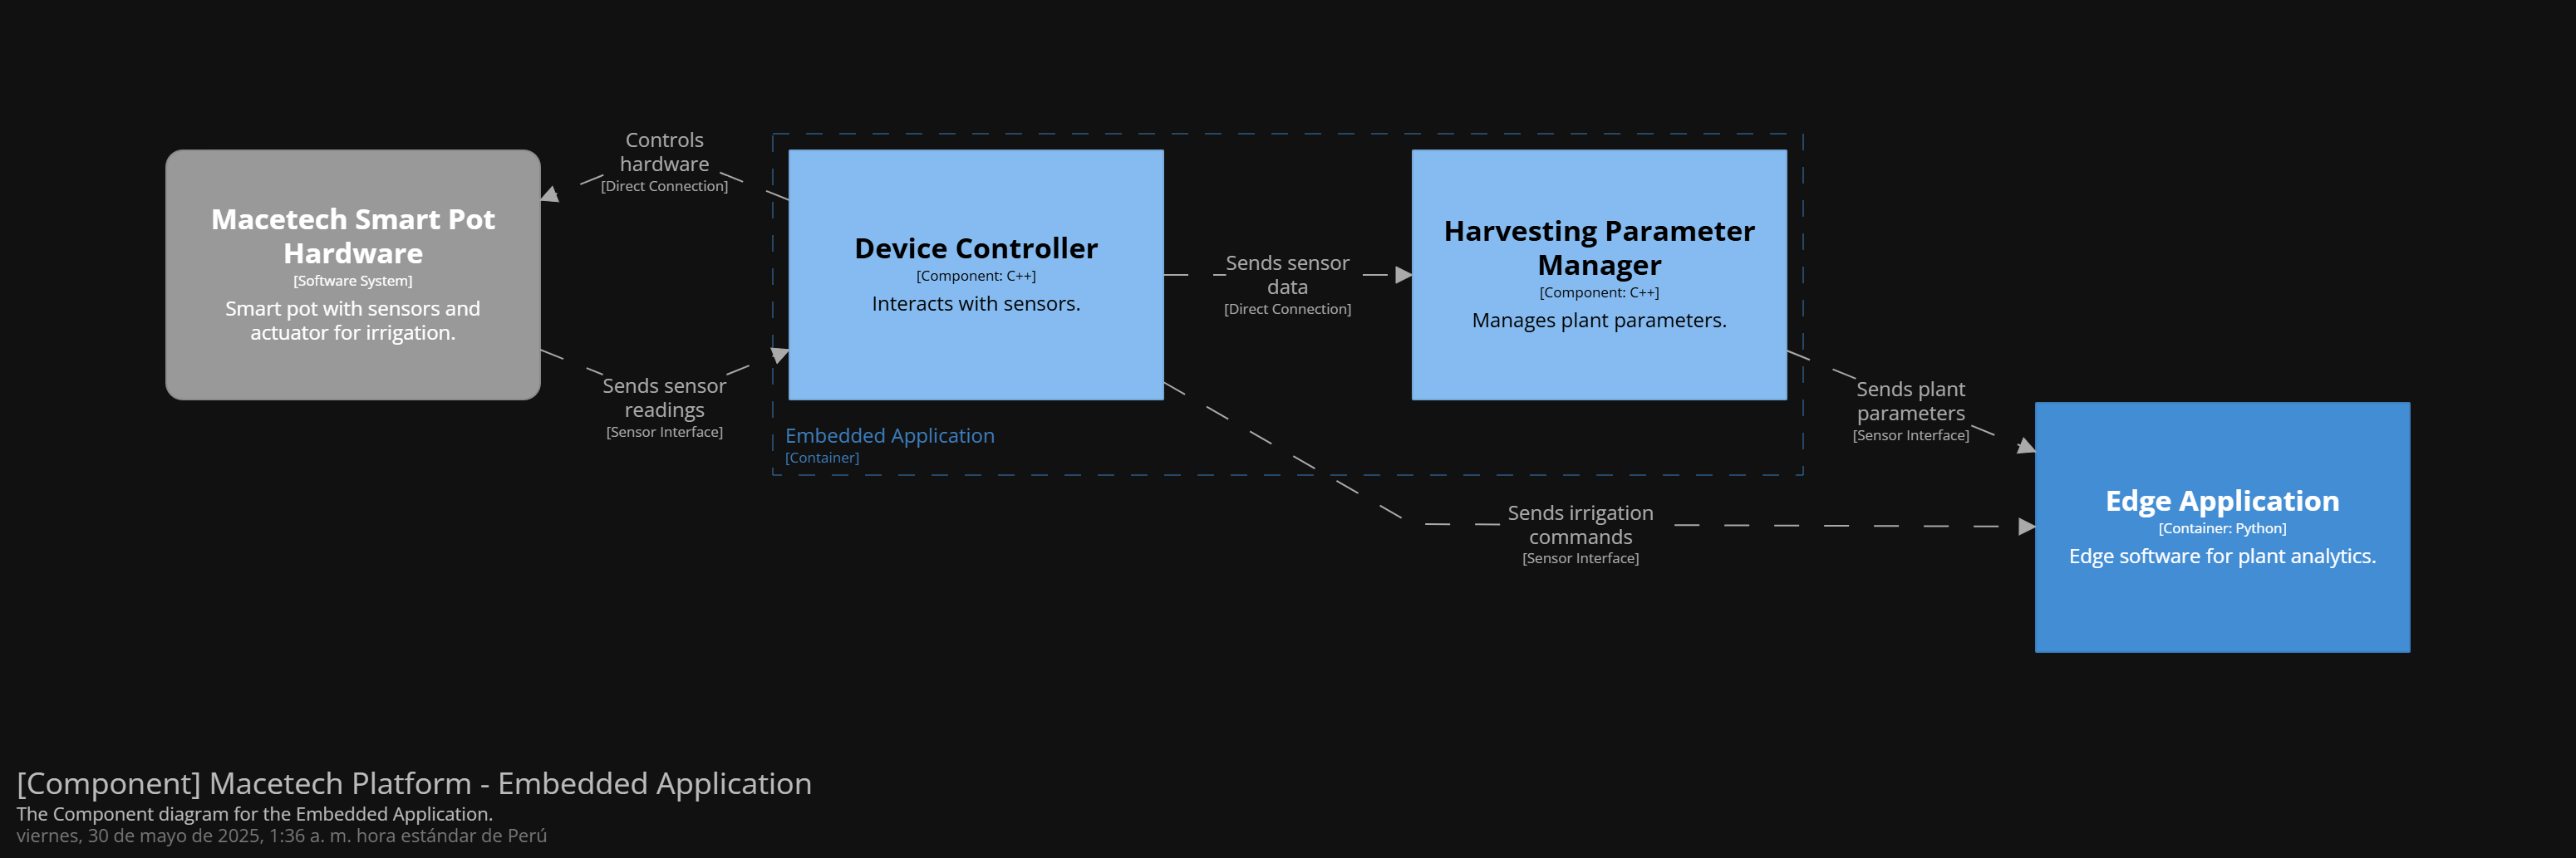 Controls
hardware
[Direct Connection]
Macetech Smart Pot
Hardware
[Software System]
Smart pot with sensors and
actuator for irrigation.
Sends sensor
readings
[Sensor Interface]
Device Controller
[Component: C++]
Interacts with sensors.
Sends sensor
data
[Direct Connection]
Harvesting Parameter
Manager
[Component: C++]
Manages plant parameters.
Embedded Application
[Container]
Sends plant
parameters
[Sensor Interface]
Sends irrigation
commands
[Sensor Interface]
Edge Application
[Container: Python]
Edge software for plant analytics.
[Component] Macetech Platform - Embedded Application
The Component diagram for the Embedded Application.
viernes, 30 de mayo de 2025, 1:36 a. m. hora estándar de Perú